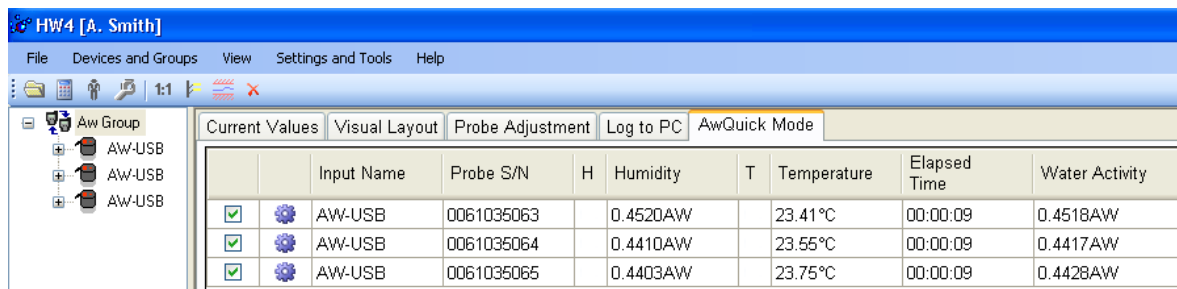 HW4 [A. Smith]
File Devices and Groups View Settings and Tools Help
1:1
Aw Group
AW-USB
AW-USB
AW-USB
Current Values Visual Layout Probe Adjustment Log to PC AwQuick Mode
Input Name Probe S/N H Humidity T Temperature Elapsed Time Water Activity
AW-USB 0061035063 0.4520AW 23.41°C 00:00:09 0.4518AW
AW-USB 0061035064 0.4410AW 23.55°C 00:00:09 0.4417AW
AW-USB 0061035065 0.4403AW 23.75°C 00:00:09 0.4428AW